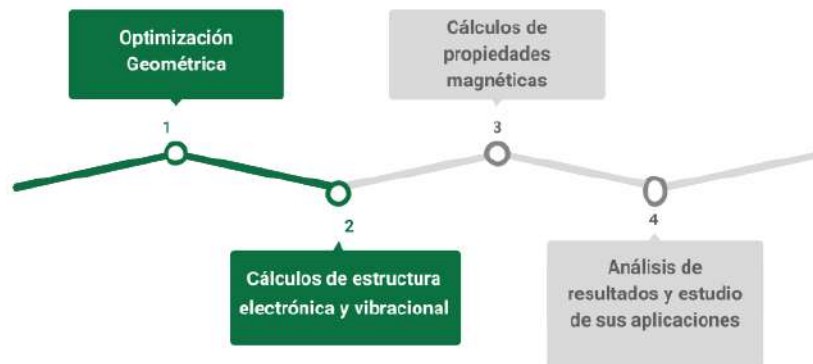 Optimización
Geométrica
1
2
Cálculos de estructura
electrónica y vibracional
Cálculos de
propiedades
magnéticas
3
4
Análisis de
resultados y estudio
de sus aplicaciones